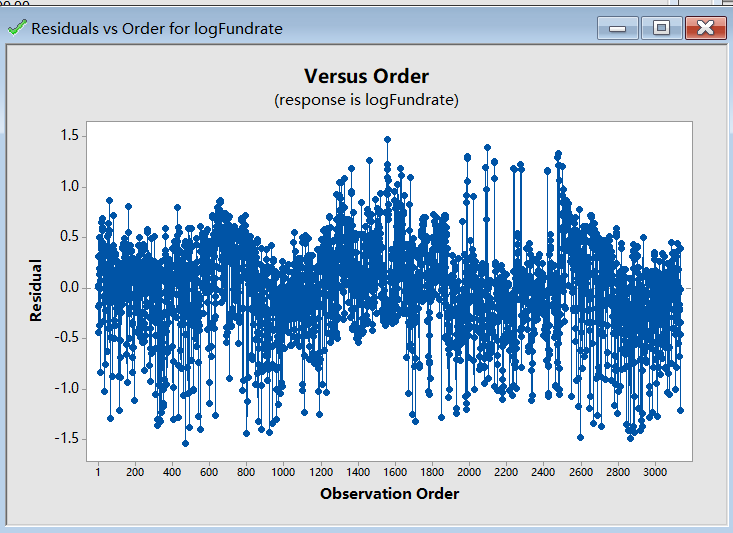 Residuals vs Order for logFundrate
Versus Order
(response is logFundrate)
1.5
1.0
0.5
0.0
-0.5
-1.0
-1.5
Residual
1 200 400 600 800 1000 1200 1400 1600 1800 2000 2200 2400 2600 2800 3000
Observation Order